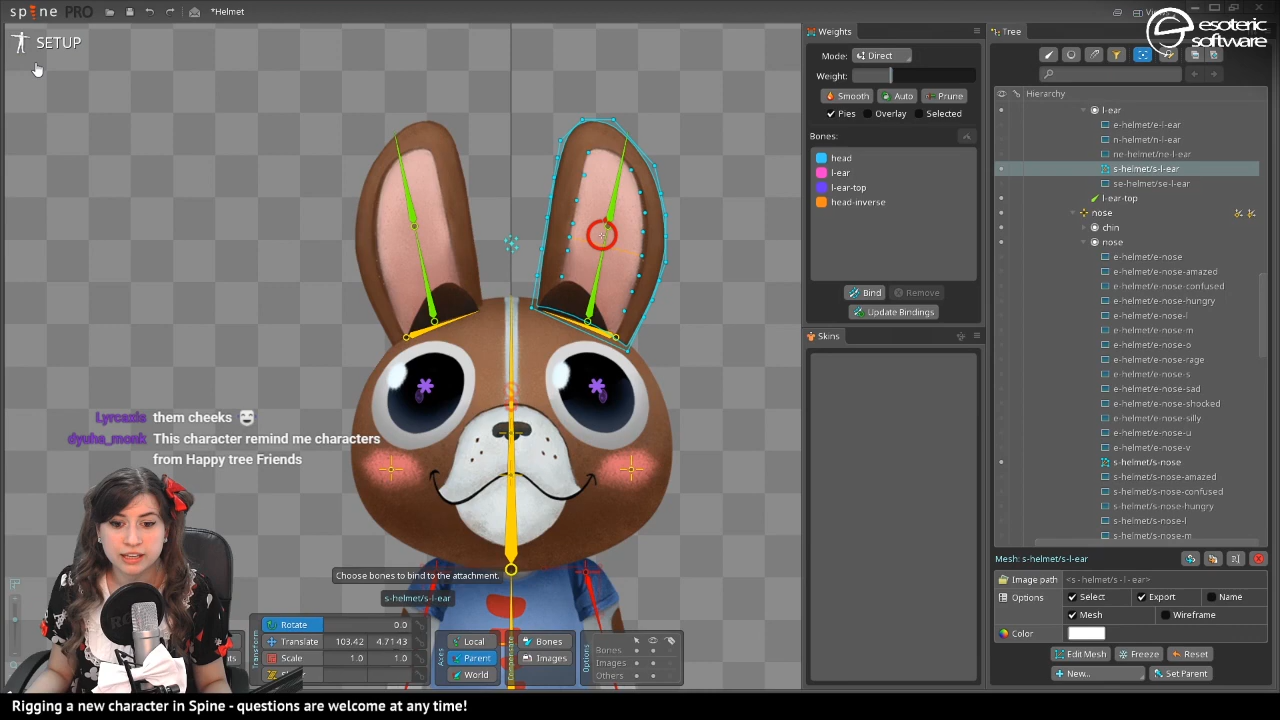 spine PRO
*Helmet
Views
esoteric
software
SETUP
Weights
Mode:
Direct
Weight:
Smooth
Auto
Prune
Pies
Overlay
Selected
Bones:
head
l-ear
l-ear-top
head-inverse
Bind
Remove
Update Bindings
Skins
Tree
Hierarchy
l-ear
e-helmet/e-l-ear
n-helmet/n-l-ear
ne-helmet/ne-l-ear
s-helmet/s-l-ear
se-helmet/se-l-ear
l-ear-top
nose
chin
nose
e-helmet/e-nose
e-helmet/e-nose-amazed
e-helmet/e-nose-confused
e-helmet/e-nose-hungry
e-helmet/e-nose-l
e-helmet/e-nose-m
e-helmet/e-nose-o
e-helmet/e-nose-rage
e-helmet/e-nose-s
e-helmet/e-nose-sad
e-helmet/e-nose-shocked
e-helmet/e-nose-silly
e-helmet/e-nose-u
e-helmet/e-nose-v
s-helmet/s-nose
s-helmet/s-nose-amazed
s-helmet/s-nose-confused
s-helmet/s-nose-hungry
s-helmet/s-nose-l
s-helmet/s-nose-m
Mesh: s-helmet/s-l-ear
Image path
<s-helmet/s-l-ear>
Options
Select
Export
Name
Mesh
Wireframe
Color
Edit Mesh
Freeze
Reset
New...
Set Parent
Lyrcaxis them cheeks
dyuha_monk This character remind me characters
from Happy tree Friends
Choose bones to bind to the attachment.
s-helmet/s-l-ear
Transform
Rotate 0.0
Translate 103.42 4.7143
Scale 1.0 1.0
Axes
Local
Parent
World
Compensate
Bones
Images
Options
Bones
Images
Others
Rigging a new character in Spine - questions are welcome at any time!